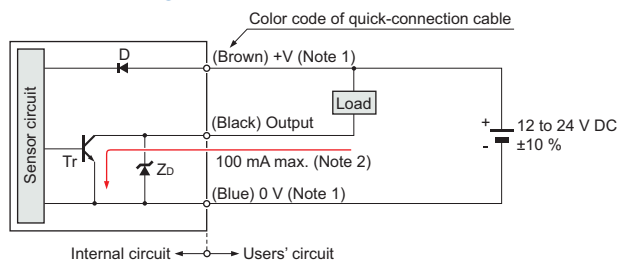 Color code of quick-connection cable
D
(Brown) +V (Note 1)
Sensor circuit
Load
(Black) Output
+
-
12 to 24 V DC
±10 %
Tr
ZD
100 mA max. (Note 2)
(Blue) 0 V (Note 1)
Internal circuit
Users' circuit